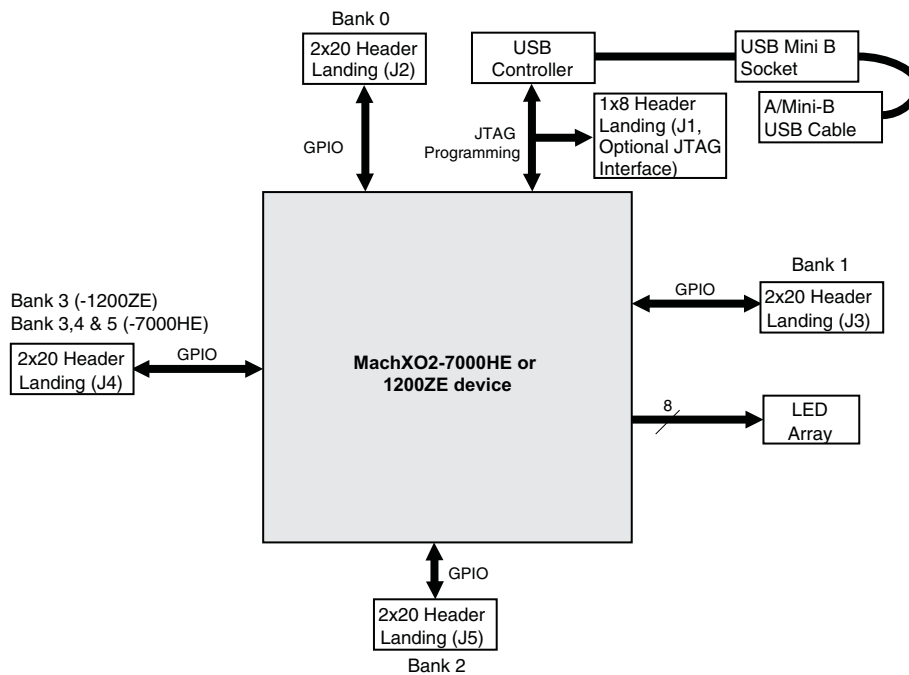 Bank 0
2x20 Header
Landing (J2)
USB
Controller
USB Mini B
Socket
A/Mini-B
USB Cable
1x8 Header
Landing (J1,
Optional JTAG
Interface)
GPIO
JTAG
Programming
Bank 1
GPIO
2x20 Header
Landing (J3)
Bank 3 (-1200ZE)
Bank 3,4 & 5 (-7000HE)
2x20 Header
Landing (J4)
GPIO
MachXO2-7000HE or
1200ZE device
8
LED
Array
GPIO
2x20 Header
Landing (J5)
Bank 2